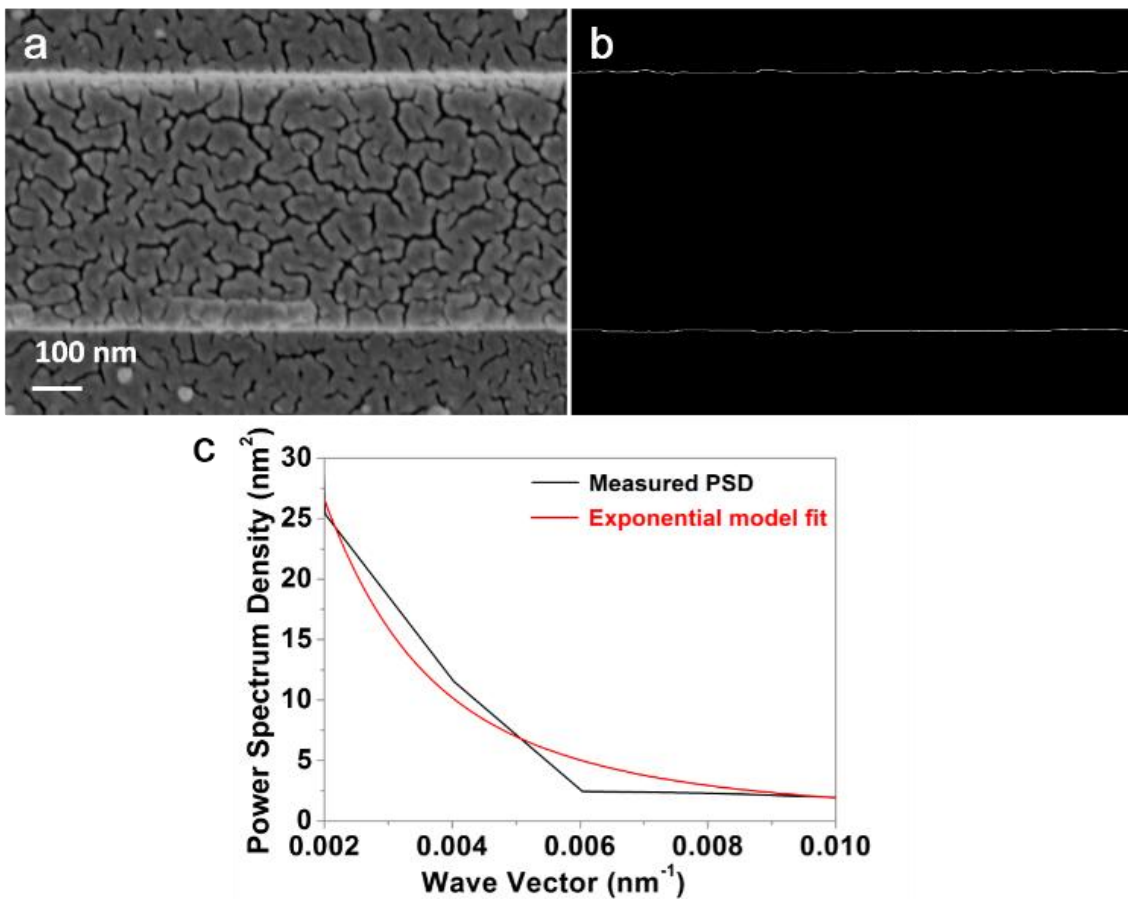 a
b
100 nm
c
Power Spectrum Density (nm²)
30
25
20
15
10
5
0
Measured PSD
Exponential model fit
0.002 0.004 0.006 0.008 0.010
Wave Vector (nm⁻¹)